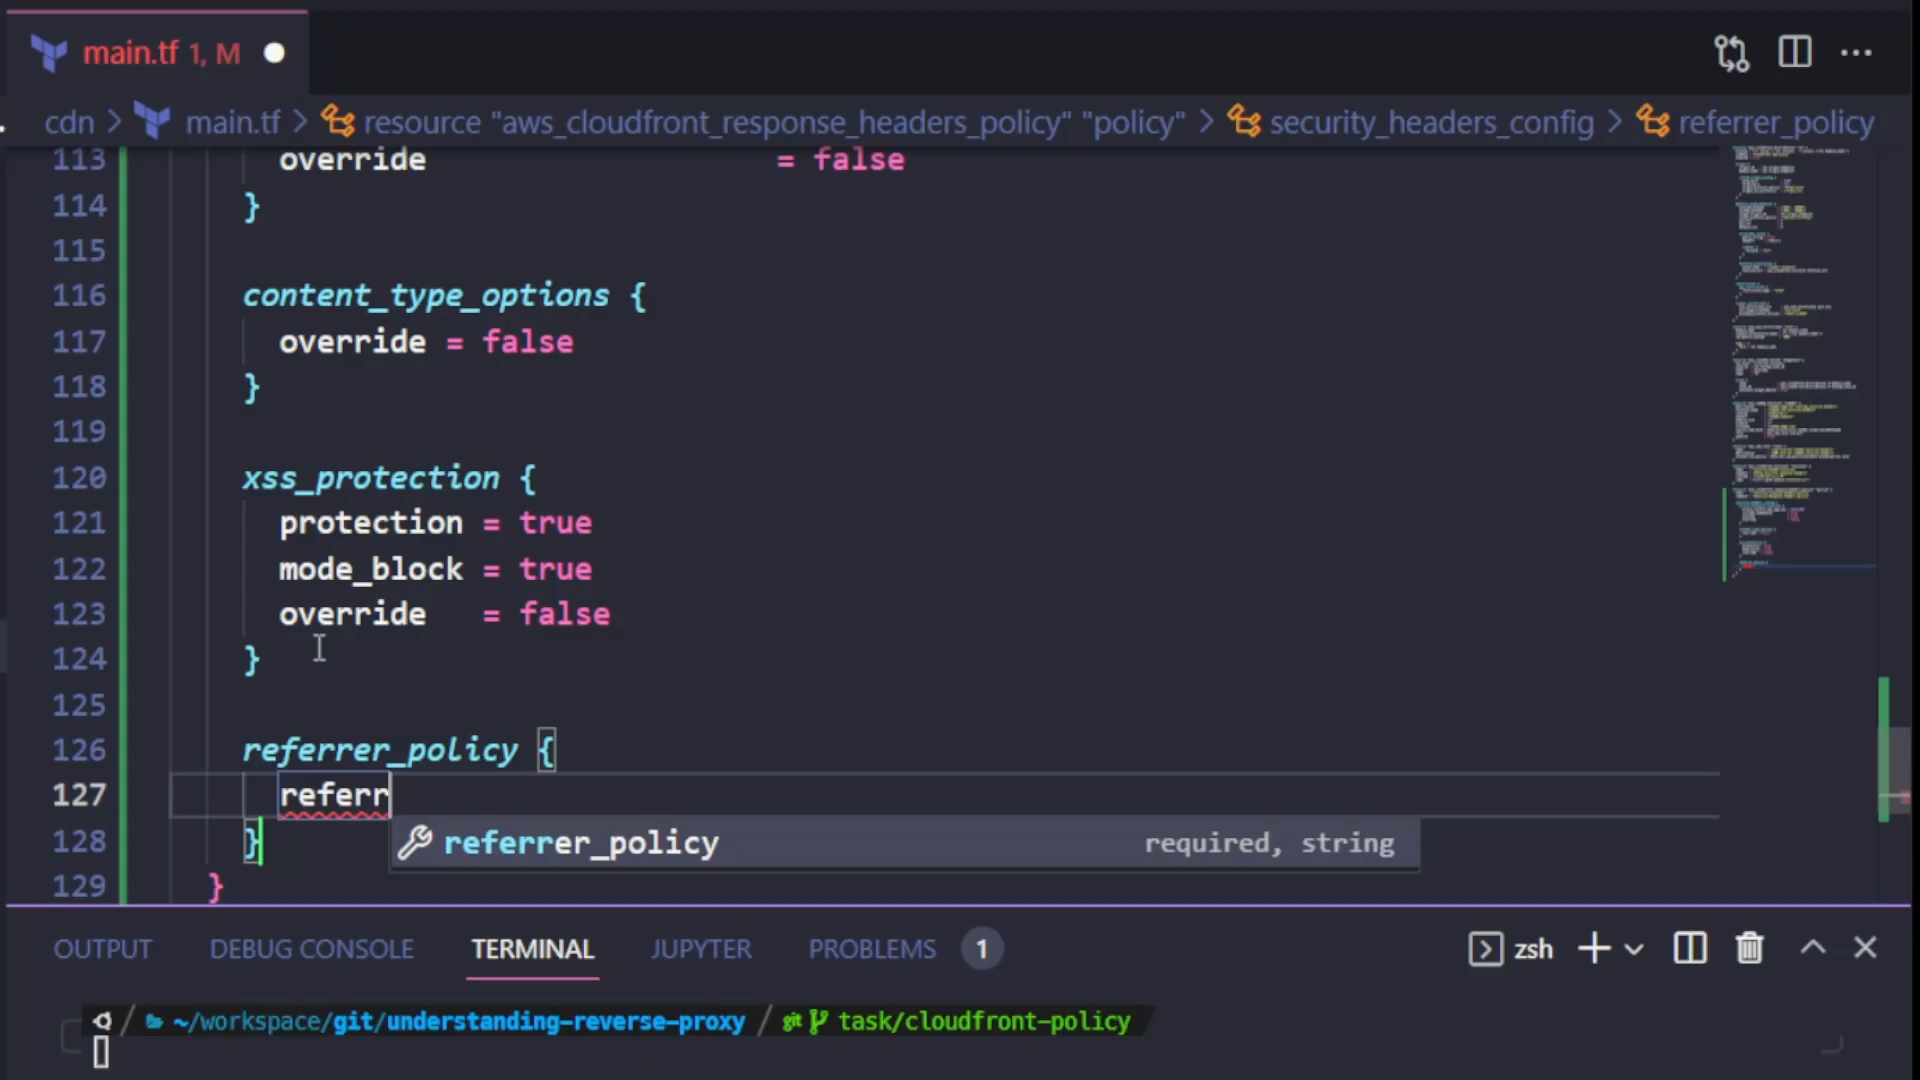 main.tf 1, M
cdn > main.tf > resource "aws_cloudfront_response_headers_policy" "policy" > security_headers_config > referrer_policy
113 override = false
114 }
115
116 content_type_options {
117 override = false
118 }
119
120 xss_protection {
121 protection = true
122 mode_block = true
123 override = false
124 }
125
126 referrer_policy {
127 referr
128 }
referrer_policy required, string
129 }
OUTPUT DEBUG CONSOLE TERMINAL JUPYTER PROBLEMS 1 zsh
/ ~/workspace/git/understanding-reverse-proxy / git task/cloudfront-policy